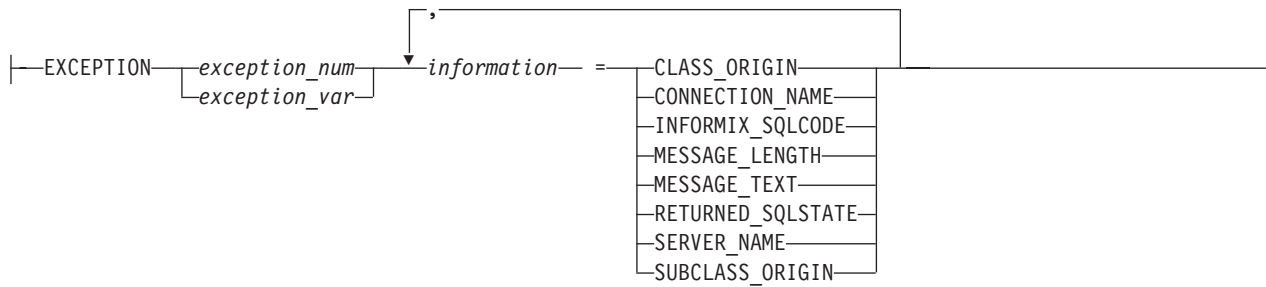 ,
EXCEPTION exception_num information = CLASS_ORIGIN
exception_var CONNECTION_NAME
INFORMIX_SQLCODE
MESSAGE_LENGTH
MESSAGE_TEXT
RETURNED_SQLSTATE
SERVER_NAME
SUBCLASS_ORIGIN